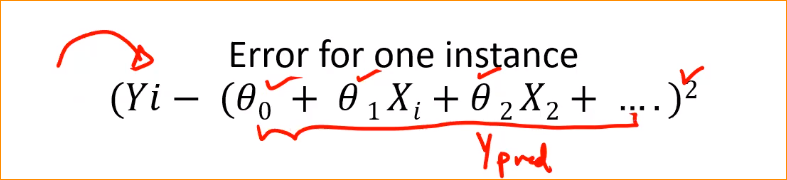 Error for one instance
(Yi − (θ₀ + θ₁Xᵢ + θ₂X₂ + ....)²
Ypred